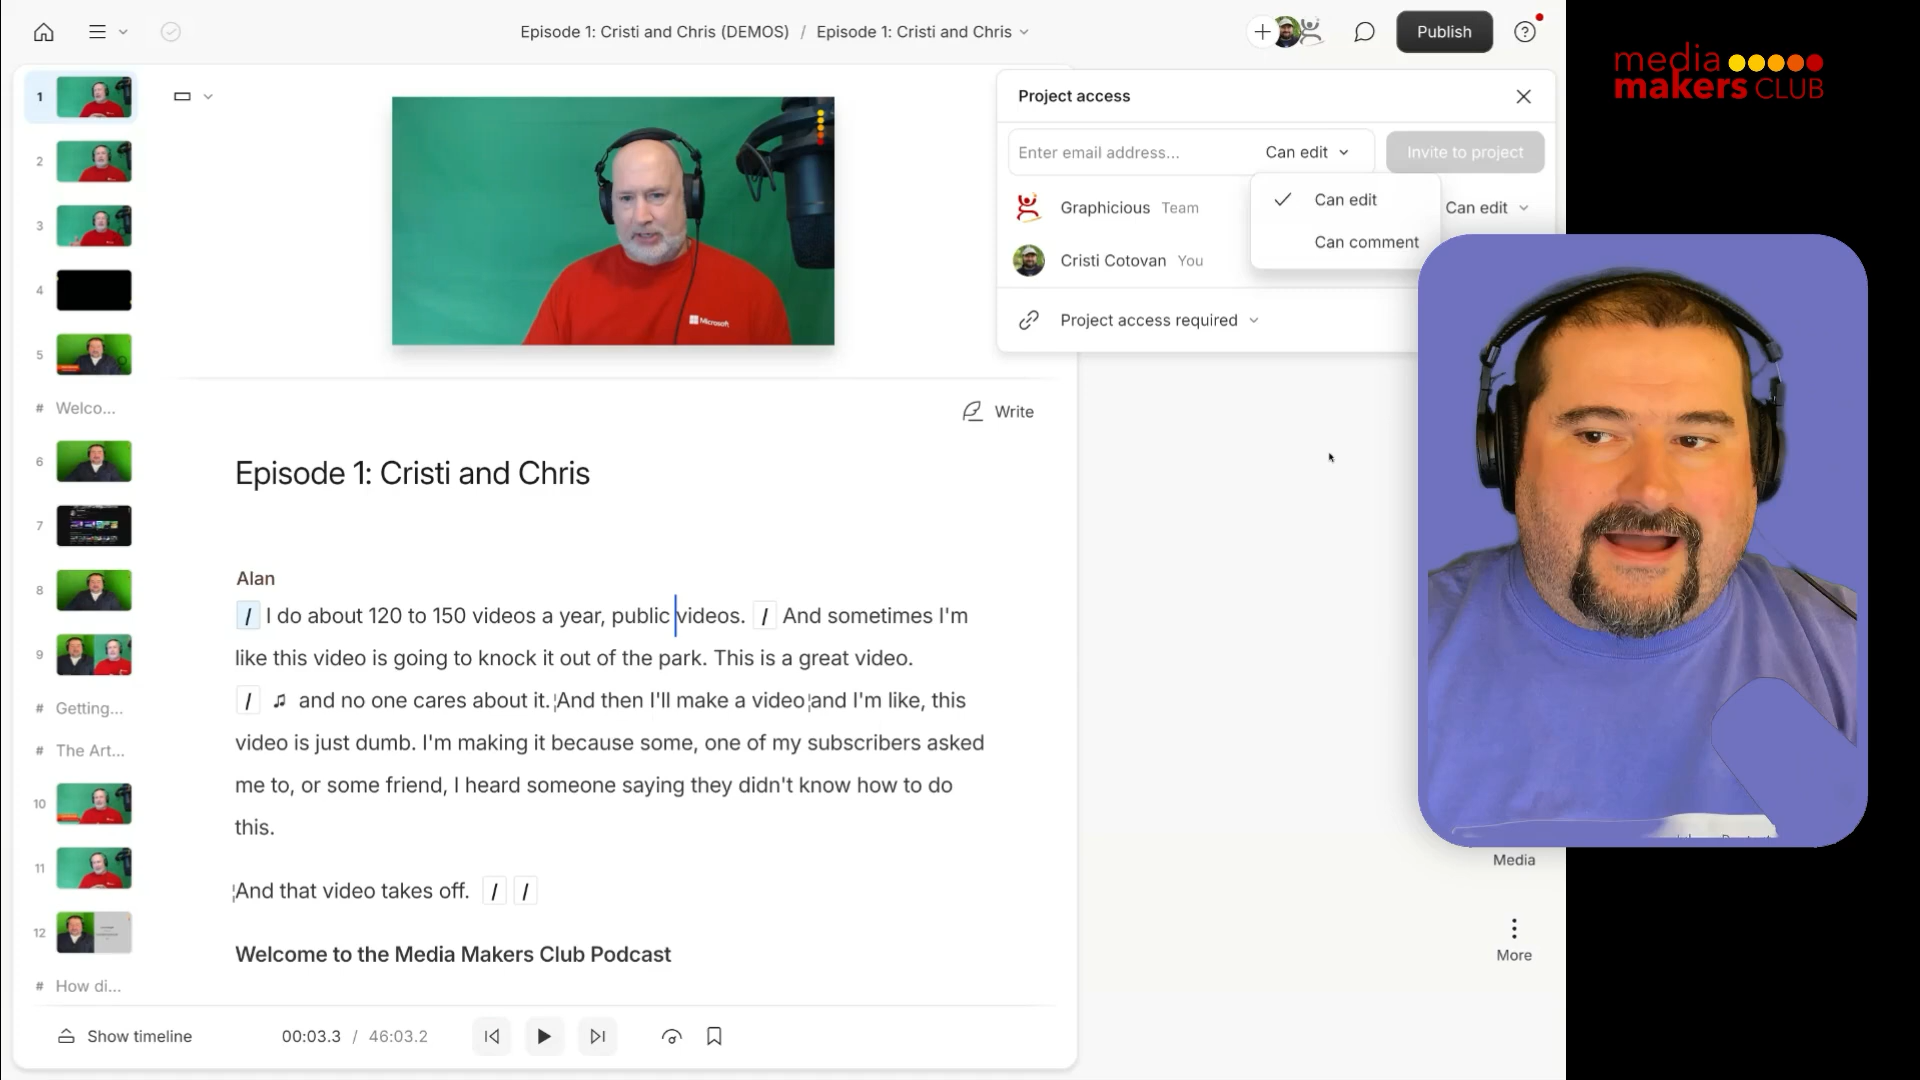 Episode 1: Cristi and Chris (DEMOS) / Episode 1: Cristi and Chris
Publish
media
makers CLUB
Project access
Enter email address...
Can edit
Invite to project
Can edit
Can comment
Graphicious Team
Can edit
Cristi Cotovan You
Project access required
1
2
3
4
5
# Welco...
6
7
8
9
# Getting...
# The Art...
10
11
12
# How di...
Microsoft
Write
Episode 1: Cristi and Chris
Alan
/ I do about 120 to 150 videos a year, public videos. / And sometimes I'm
like this video is going to knock it out of the park. This is a great video.
/ ♫ and no one cares about it. And then I'll make a video and I'm like, this
video is just dumb. I'm making it because some, one of my subscribers asked
me to, or some friend, I heard someone saying they didn't know how to do
this.
And that video takes off. / /
Welcome to the Media Makers Club Podcast
Media
More
Show timeline
00:03.3 / 46:03.2